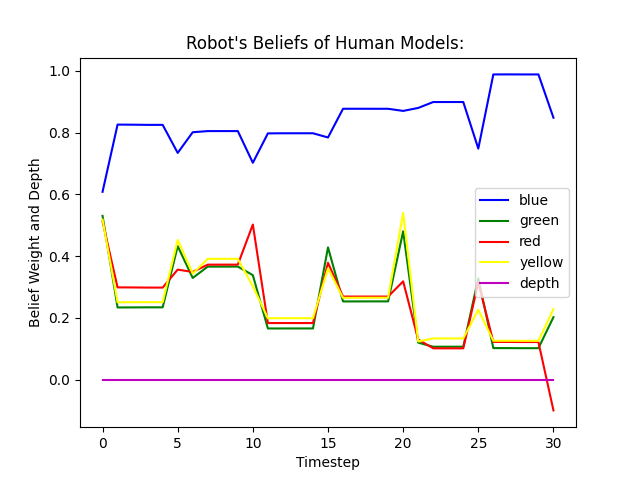 Robot's Beliefs of Human Models:
1.0
0.8
0.6
0.4
0.2
0.0
Belief Weight and Depth
blue
green
red
yellow
depth
0 5 10 15 20 25 30
Timestep